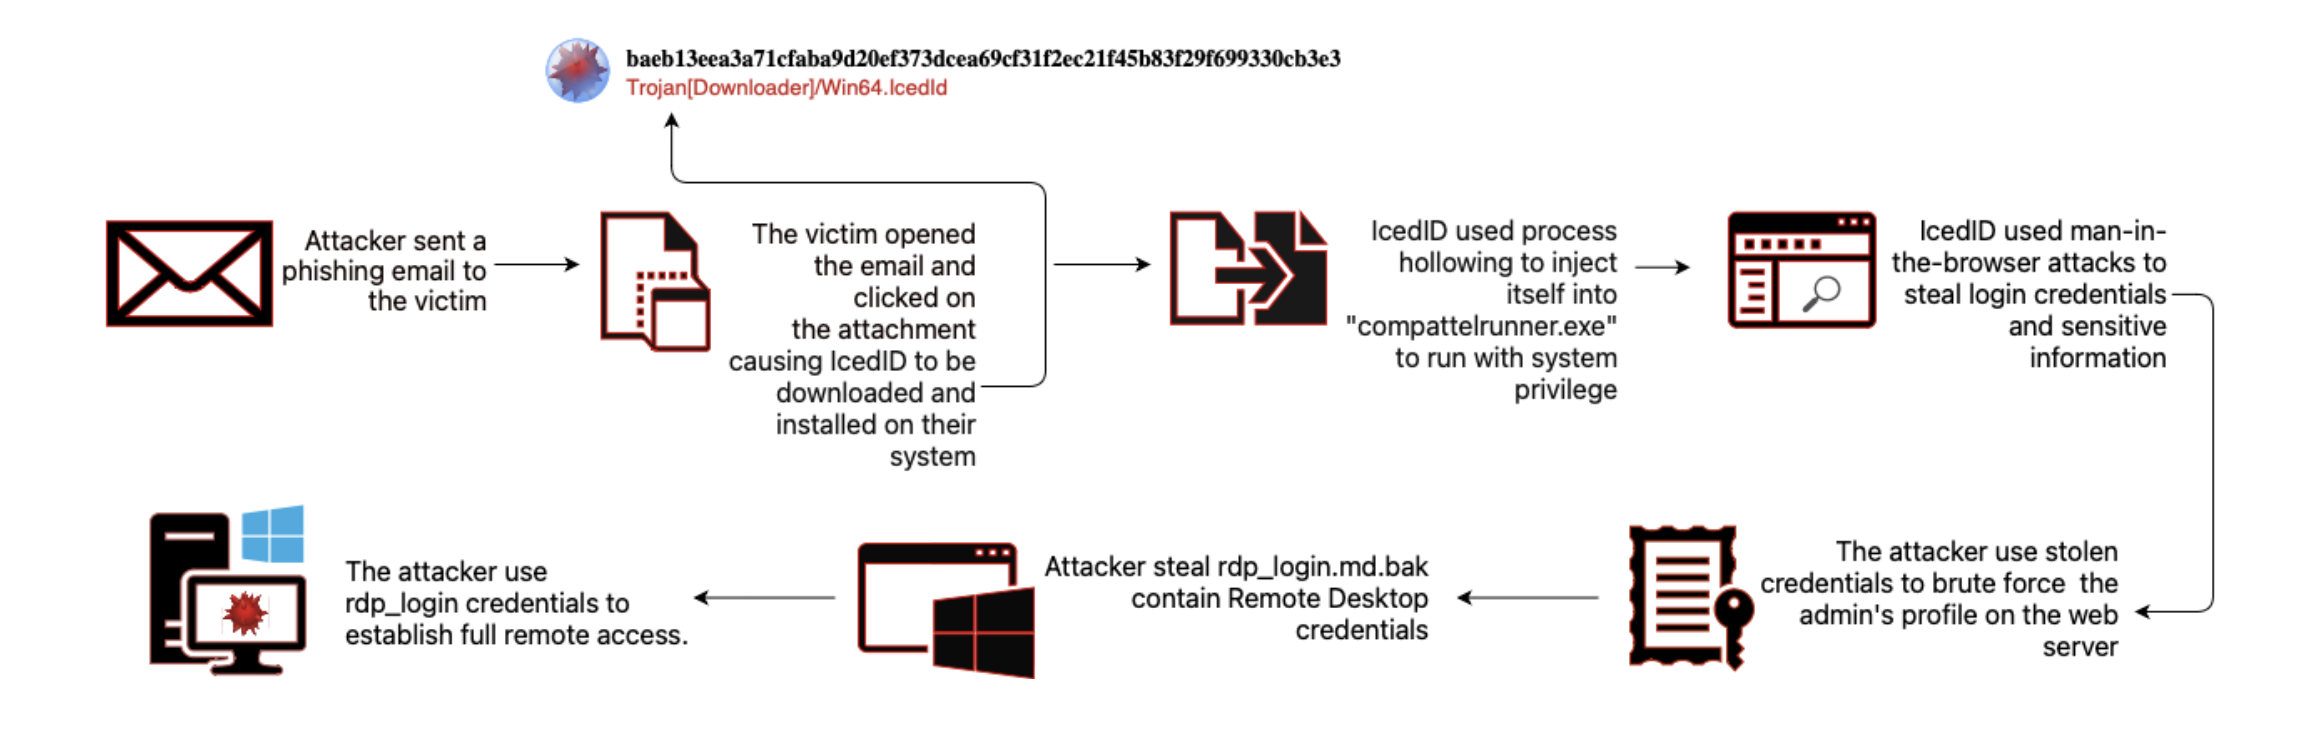 baeb13eea3a71cfaba9d20ef373dcea69cf31f2ec21f45b83f29f699330cb3e3
Trojan[Downloader]/Win64.IcedId
Attacker sent a
phishing email to
the victim
The victim opened
the email and
clicked on
the attachment
causing IcedID to be
downloaded and
installed on their
system
IcedID used process
hollowing to inject
itself into
"compattelrunner.exe"
to run with system
privilege
IcedID used man-in-
the-browser attacks to
steal login credentials
and sensitive
information
The attacker use stolen
credentials to brute force the
admin's profile on the web
server
Attacker steal rdp_login.md.bak
contain Remote Desktop
credentials
The attacker use
rdp_login credentials to
establish full remote access.